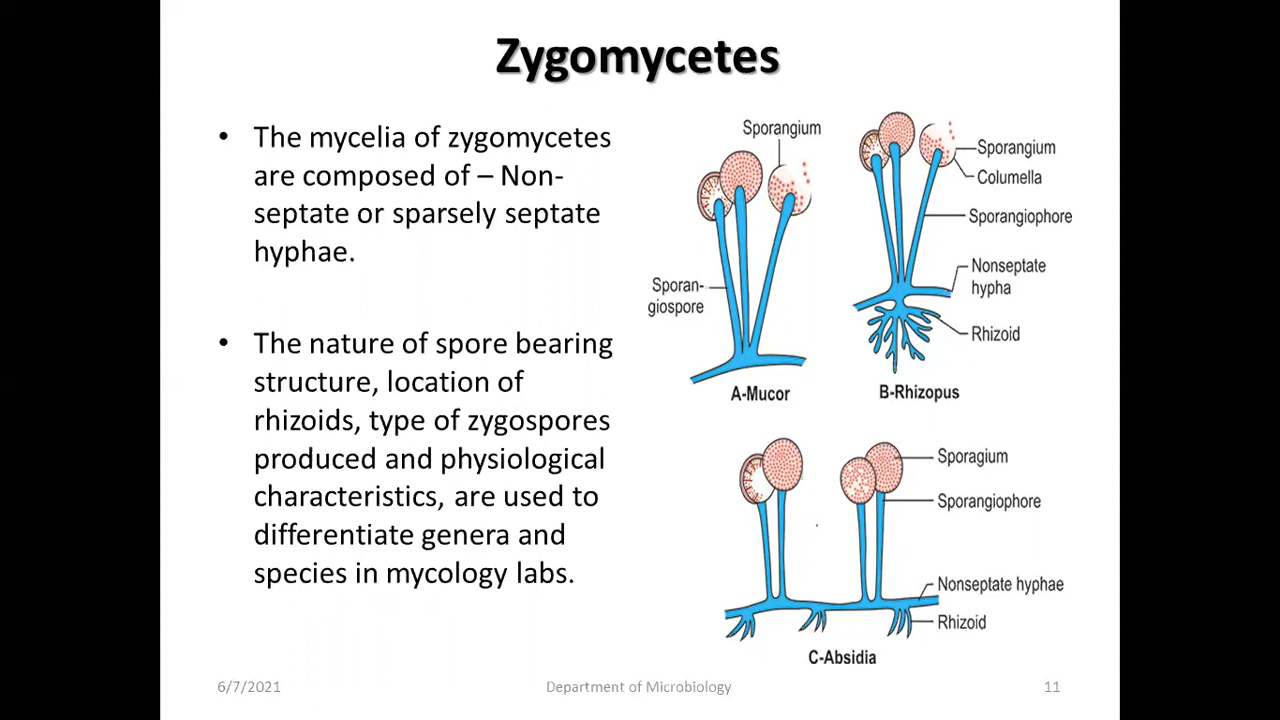 Zygomycetes
• The mycelia of zygomycetes
are composed of – Non-
septate or sparsely septate
hyphae.
• The nature of spore bearing
structure, location of
rhizoids, type of zygospores
produced and physiological
characteristics, are used to
differentiate genera and
species in mycology labs.
Sporangium
Sporan-
giospore
A-Mucor
Sporangium
Columella
Sporangiophore
Nonseptate
hypha
Rhizoid
B-Rhizopus
Sporagium
Sporangiophore
Nonseptate hyphae
Rhizoid
C-Absidia
6/7/2021
Department of Microbiology
11